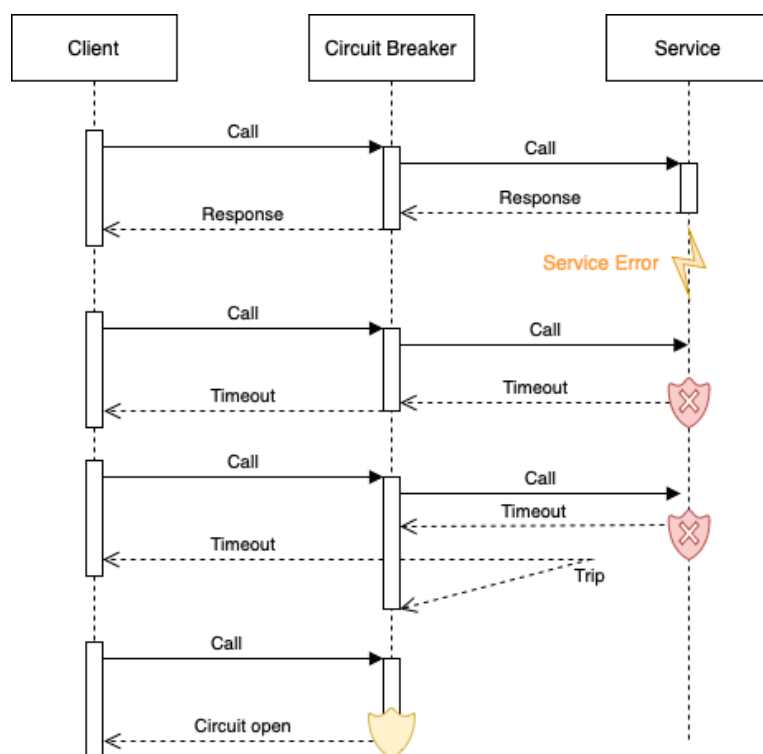 Client
Circuit Breaker
Service
Call
Call
Response
Response
Service Error
Call
Call
Timeout
Timeout
Call
Call
Timeout
Timeout
Trip
Call
Circuit open